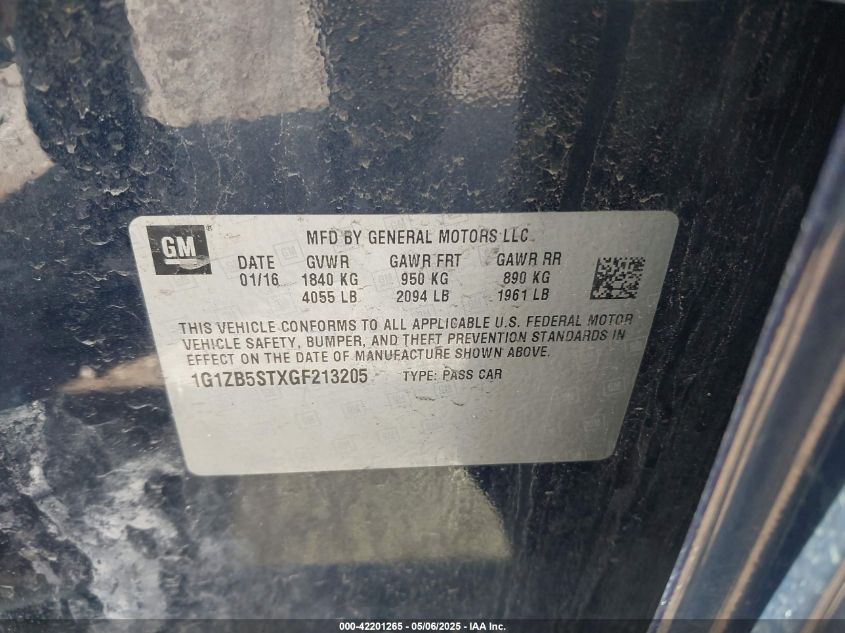 GM
MFD BY GENERAL MOTORS LLC
DATE GVWR GAWR FRT GAWR RR
01/16 1840 KG 950 KG 890 KG
4055 LB 2094 LB 1961 LB
THIS VEHICLE CONFORMS TO ALL APPLICABLE U.S. FEDERAL MOTOR
VEHICLE SAFETY, BUMPER, AND THEFT PREVENTION STANDARDS IN
EFFECT ON THE DATE OF MANUFACTURE SHOWN ABOVE.
1G1ZB5STXGF213205 TYPE: PASS CAR
000-42201265 - 05/06/2025 - IAA Inc.